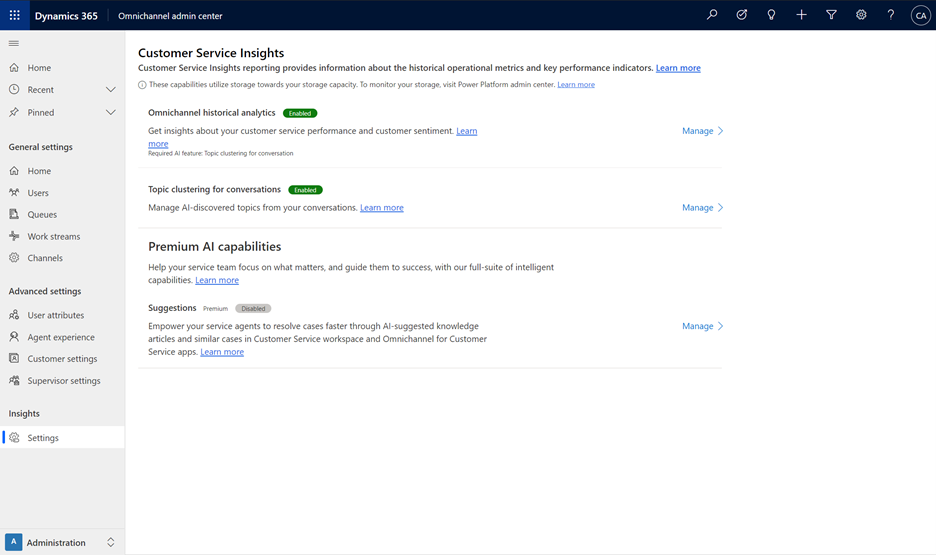 Dynamics 365
Omnichannel admin center
CA
Home
Recent
Pinned
General settings
Home
Users
Queues
Work streams
Channels
Advanced settings
User attributes
Agent experience
Customer settings
Supervisor settings
Insights
Settings
A
Administration
Customer Service Insights
Customer Service Insights reporting provides information about the historical operational metrics and key performance indicators. Learn more
These capabilities utilize storage towards your storage capacity. To monitor your storage, visit Power Platform admin center. Learn more
Omnichannel historical analytics Enabled
Get insights about your customer service performance and customer sentiment. Learn
more
Required AI feature: Topic clustering for conversation
Manage
Topic clustering for conversations Enabled
Manage AI-discovered topics from your conversations. Learn more
Manage
Premium AI capabilities
Help your service team focus on what matters, and guide them to success, with our full-suite of intelligent
capabilities. Learn more
Suggestions Premium Disabled
Empower your service agents to resolve cases faster through AI-suggested knowledge
articles and similar cases in Customer Service workspace and Omnichannel for Customer
Service apps. Learn more
Manage